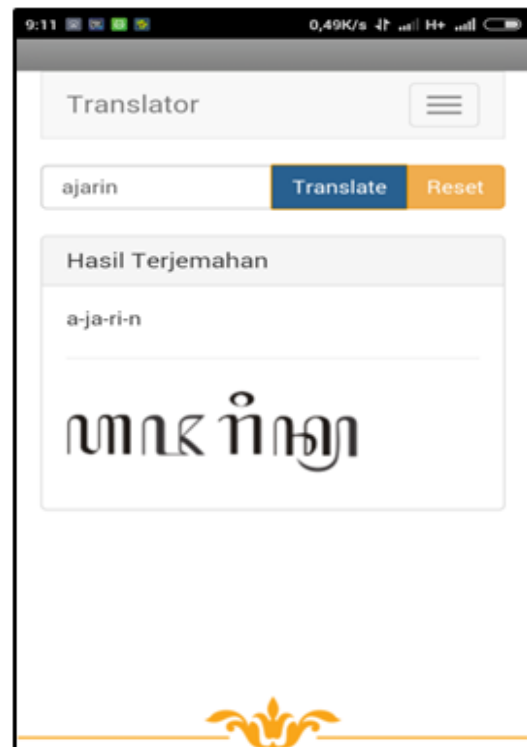 9:11 0,49K/s H+
Translator
ajarin Translate Reset
Hasil Terjemahan
a-ja-ri-n
ꦲꦗꦫꦶꦤ꧀